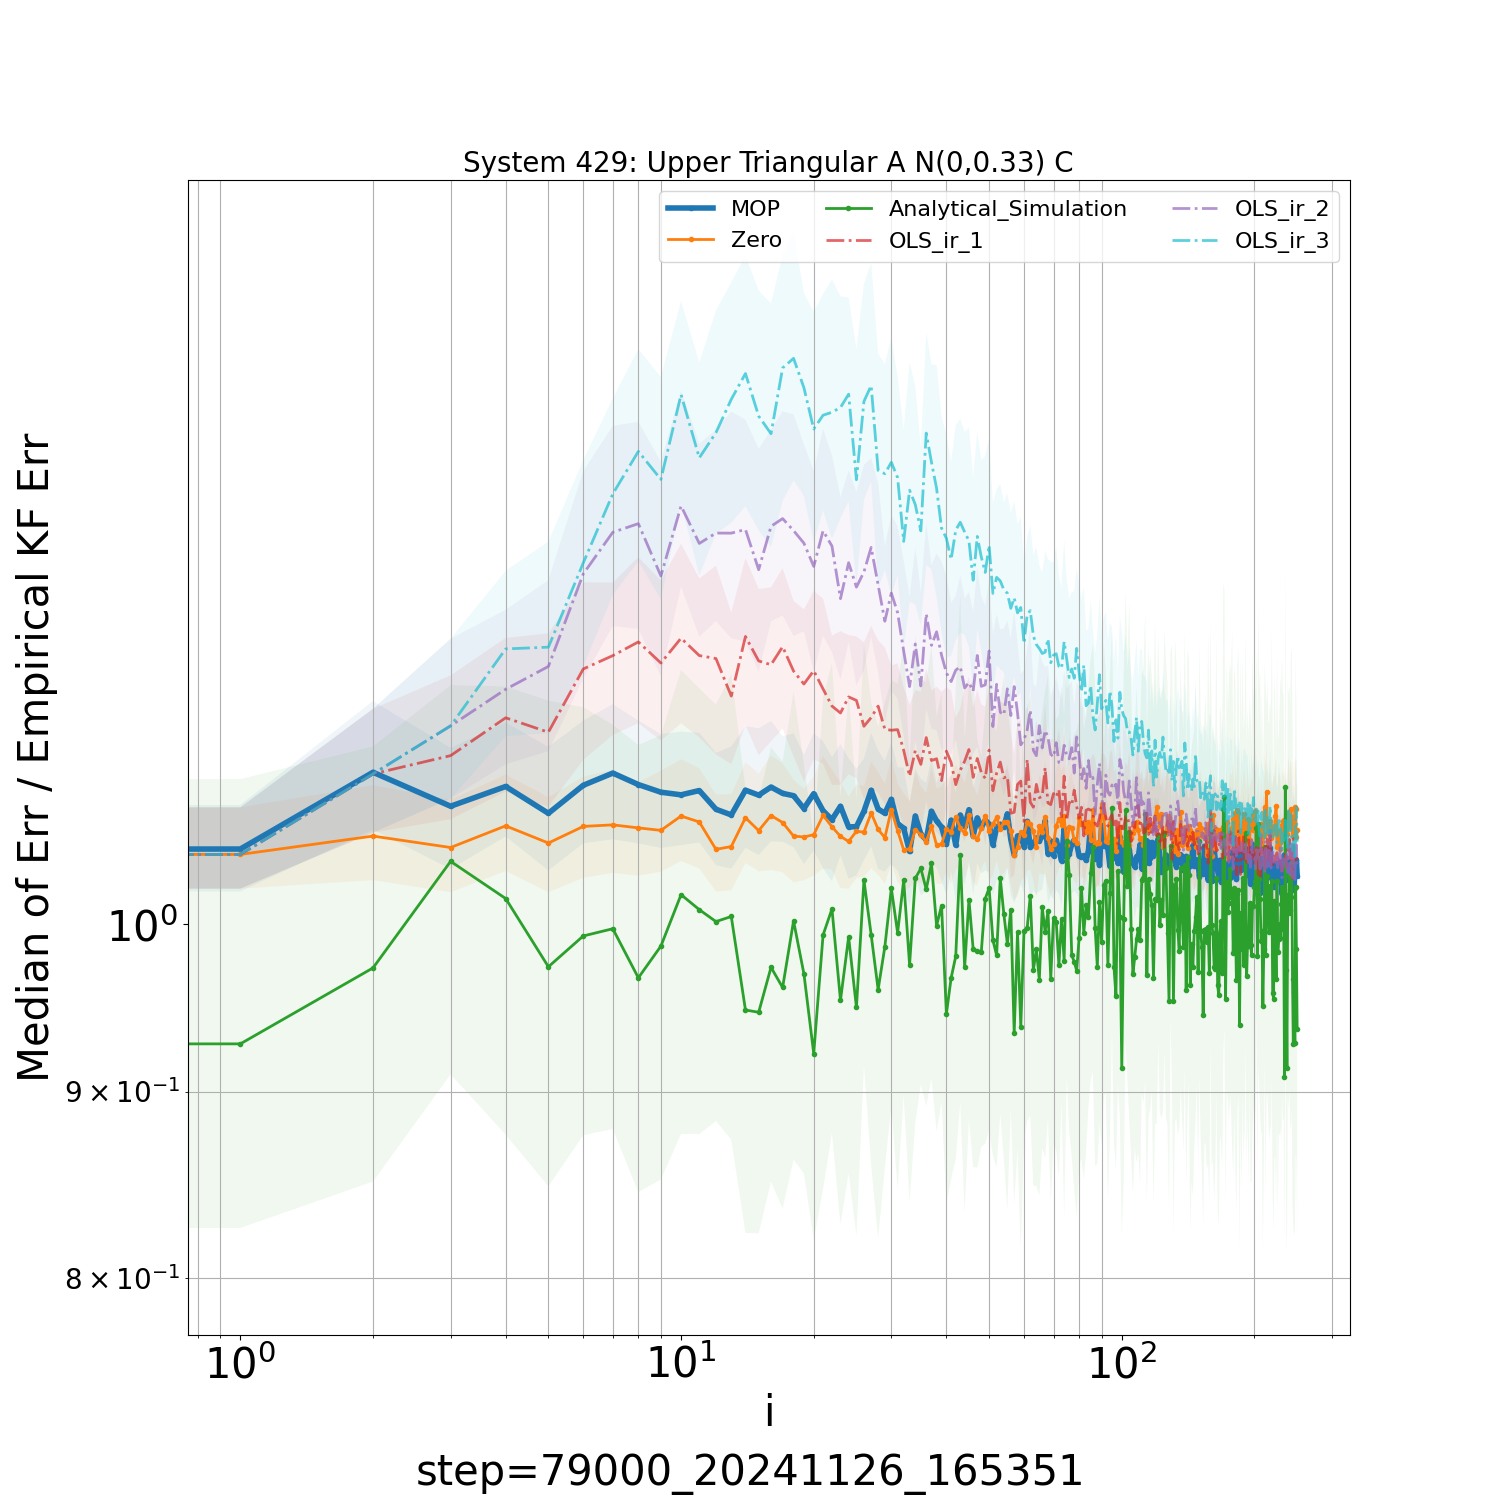 System 429: Upper Triangular A N(0,0.33) C
MOP
Zero
Analytical_Simulation
OLS_ir_1
OLS_ir_2
OLS_ir_3
Median of Err / Empirical KF Err
10⁰
9 × 10⁻¹
8 × 10⁻¹
10⁰ 10¹ 10²
i
step=79000_20241126_165351